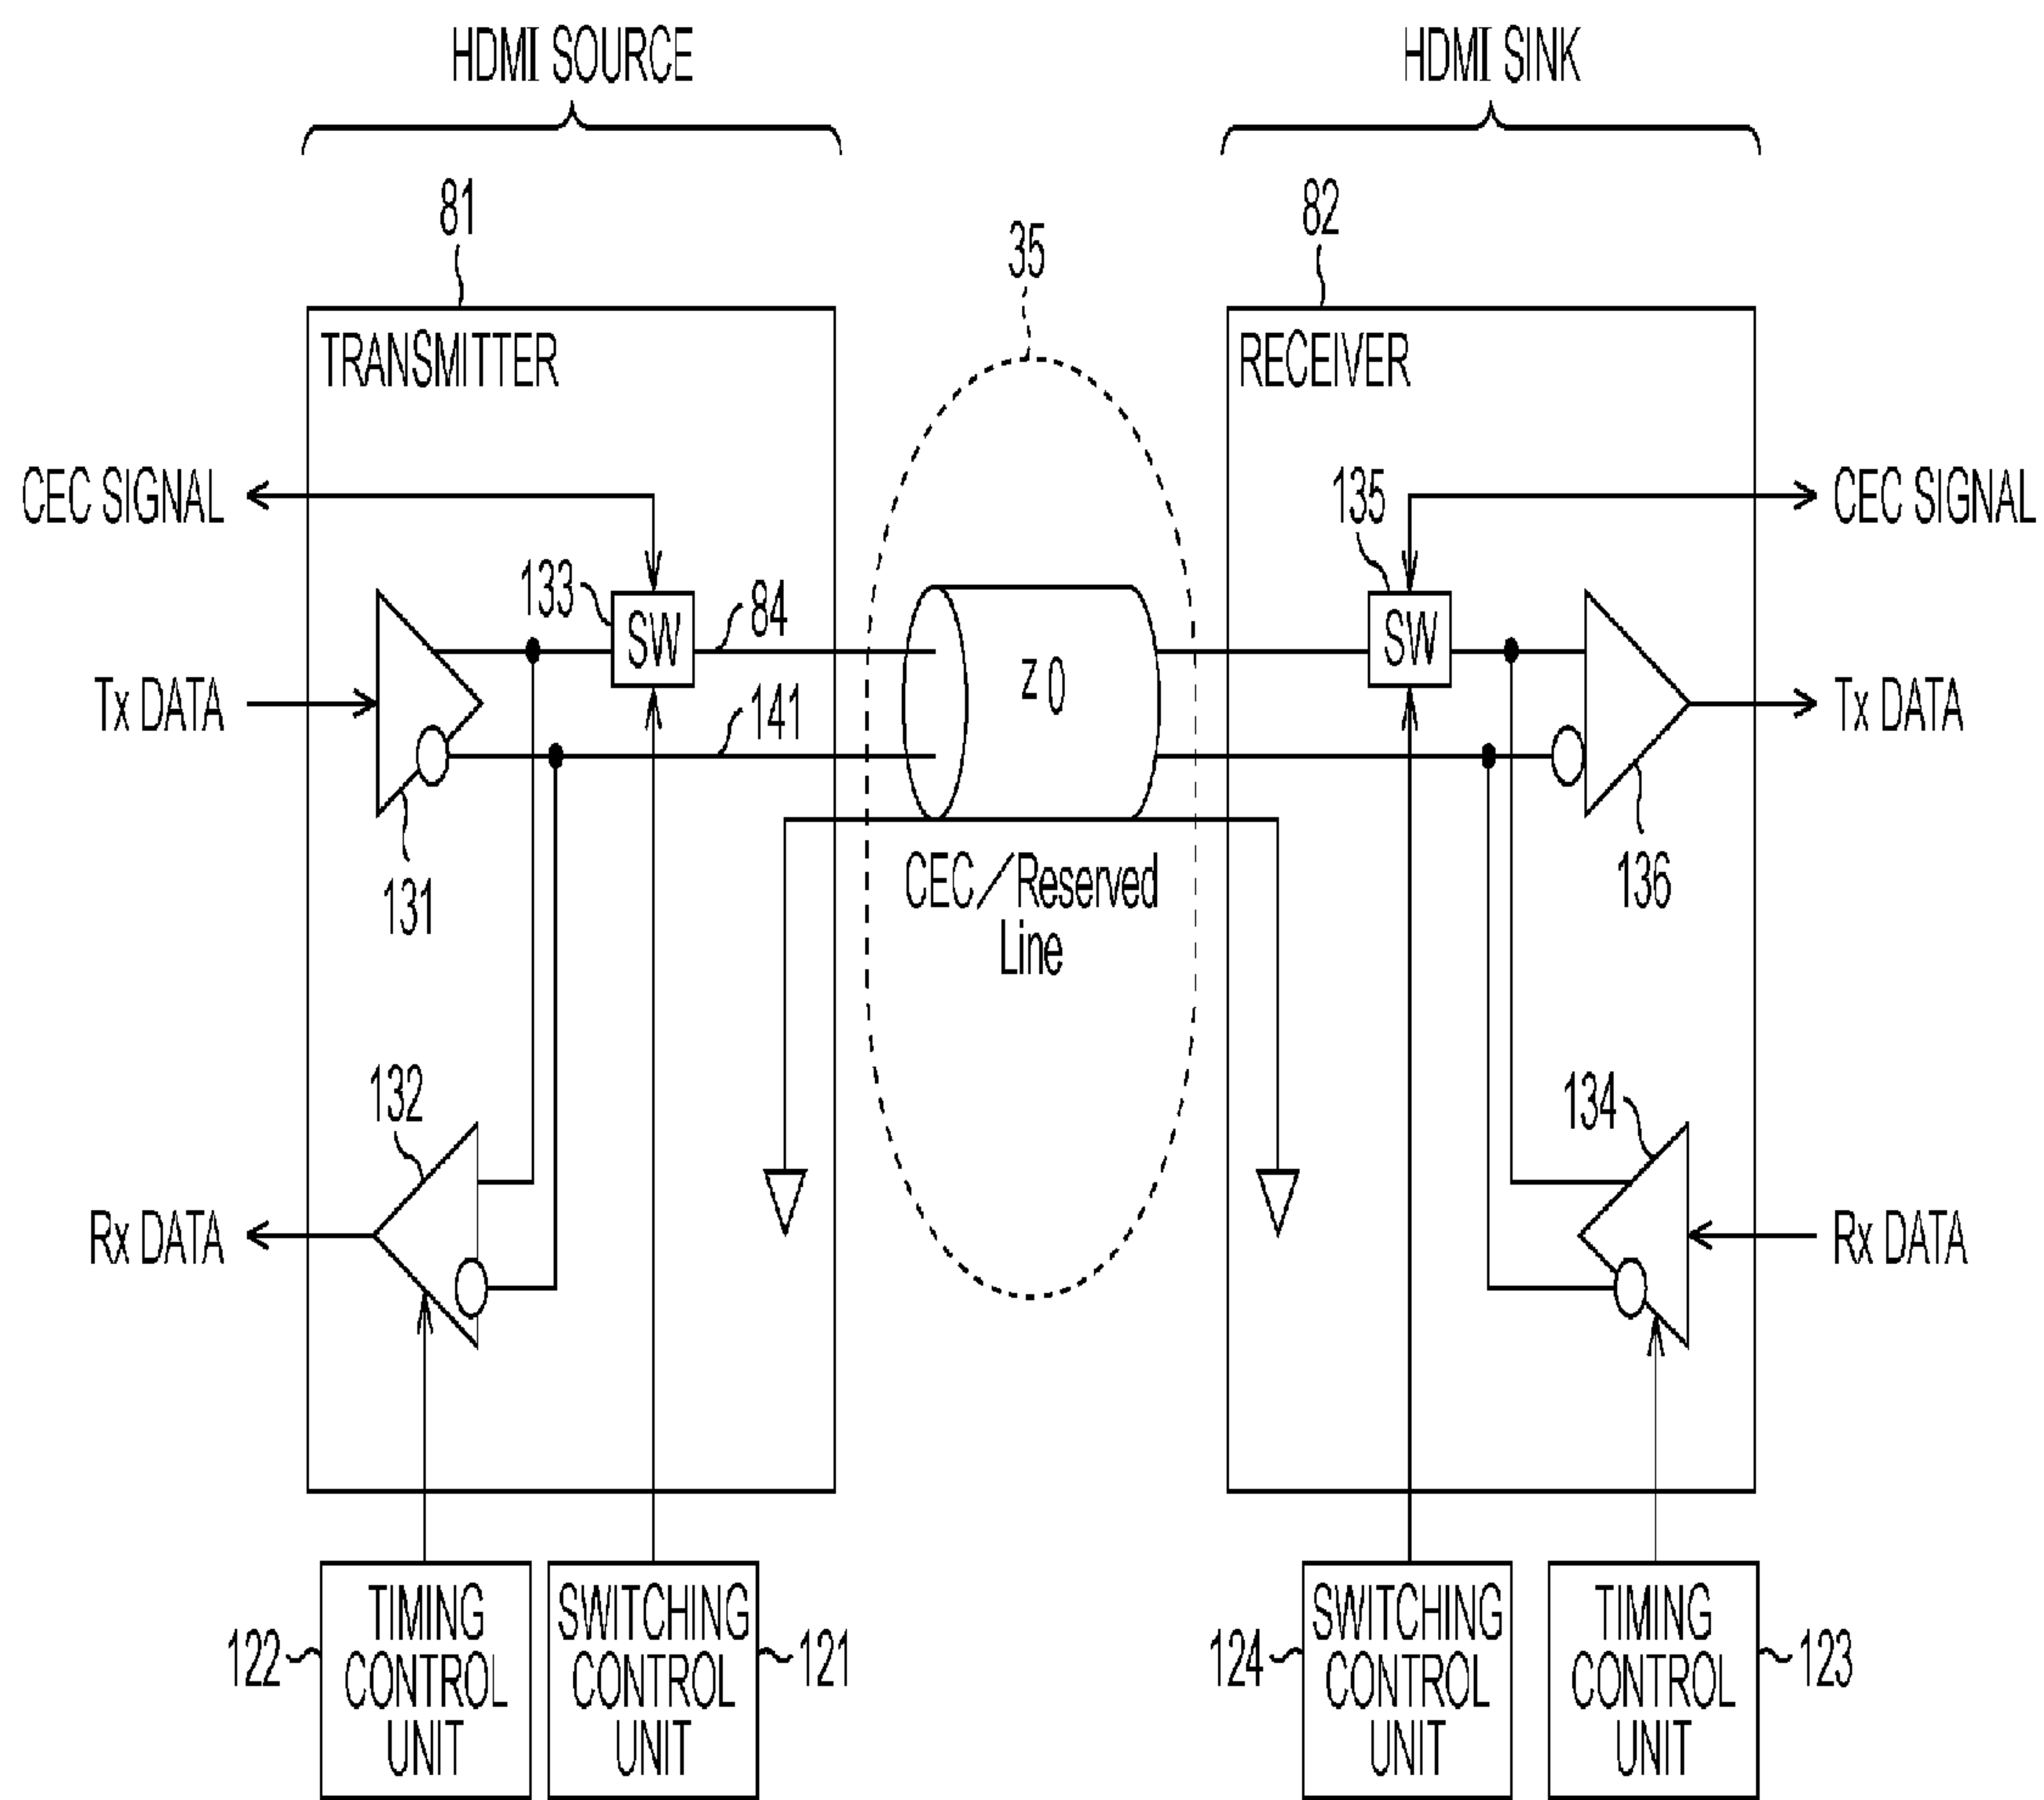 HDMI SOURCE
HDMI SINK
81
82
35
TRANSMITTER
RECEIVER
CEC SIGNAL
135
CEC SIGNAL
133
SW
84
SW
Z0
Tx DATA
141
Tx DATA
131
CEC/Reserved
Line
136
132
134
Rx DATA
Rx DATA
122
TIMING
CONTROL
UNIT
SWITCHING
CONTROL
UNIT
121
124
SWITCHING
CONTROL
UNIT
TIMING
CONTROL
UNIT
123